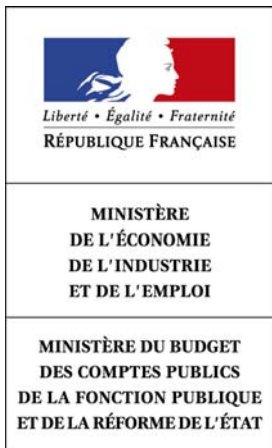 Liberté • Égalité • Fraternité
RÉPUBLIQUE FRANÇAISE
MINISTÈRE
DE L'ÉCONOMIE
DE L'INDUSTRIE
ET DE L'EMPLOI
MINISTÈRE DU BUDGET
DES COMPTES PUBLICS
DE LA FONCTION PUBLIQUE
ET DE LA RÉFORME DE L'ÉTAT